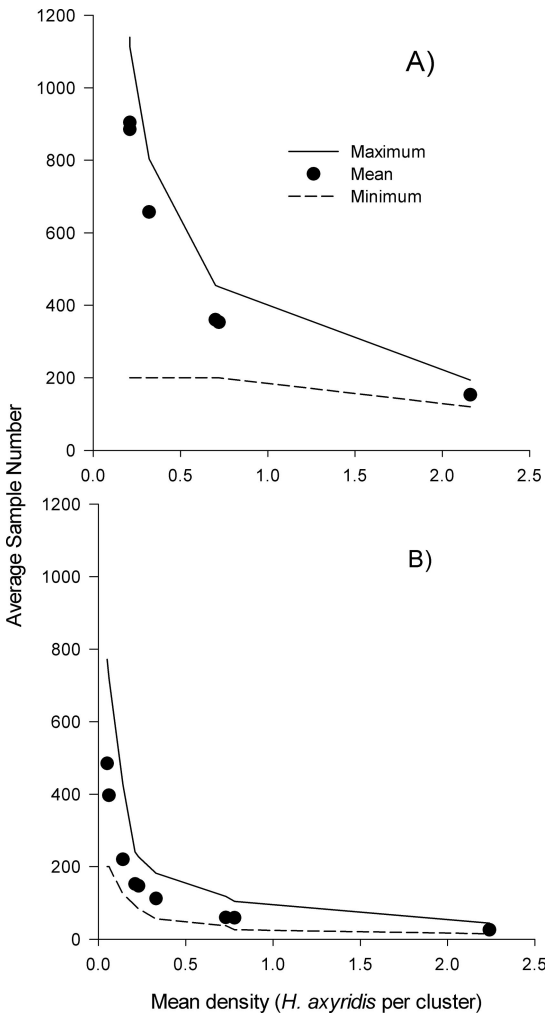 1200
1000
800
600
400
200
0
A)
Maximum
Mean
Minimum
0.0 0.5 1.0 1.5 2.0 2.5
Average Sample Number
1200
1000
800
600
400
200
0
B)
0.0 0.5 1.0 1.5 2.0 2.5
Mean density (H. axyridis per cluster)